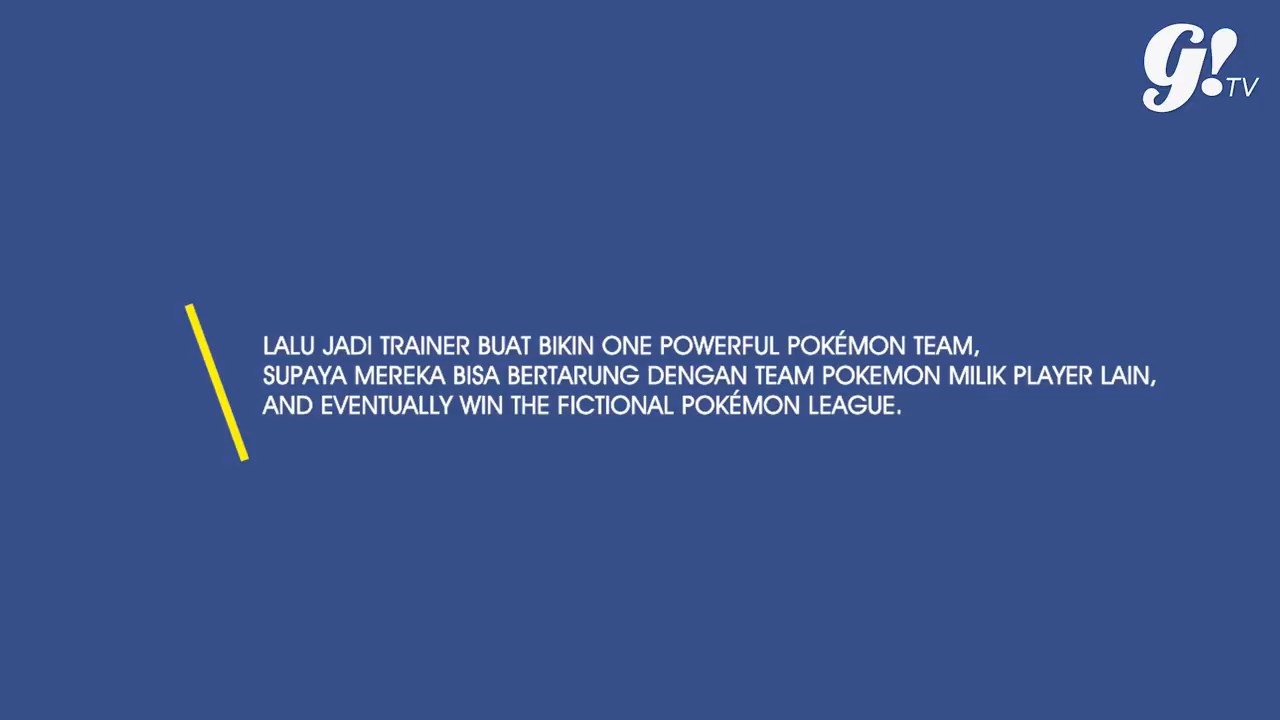 G! TV
LALU JADI TRAINER BUAT BIKIN ONE POWERFUL POKÉMON TEAM,
SUPAYA MEREKA BISA BERTARUNG DENGAN TEAM POKEMON MILIK PLAYER LAIN,
AND EVENTUALLY WIN THE FICTIONAL POKÉMON LEAGUE.